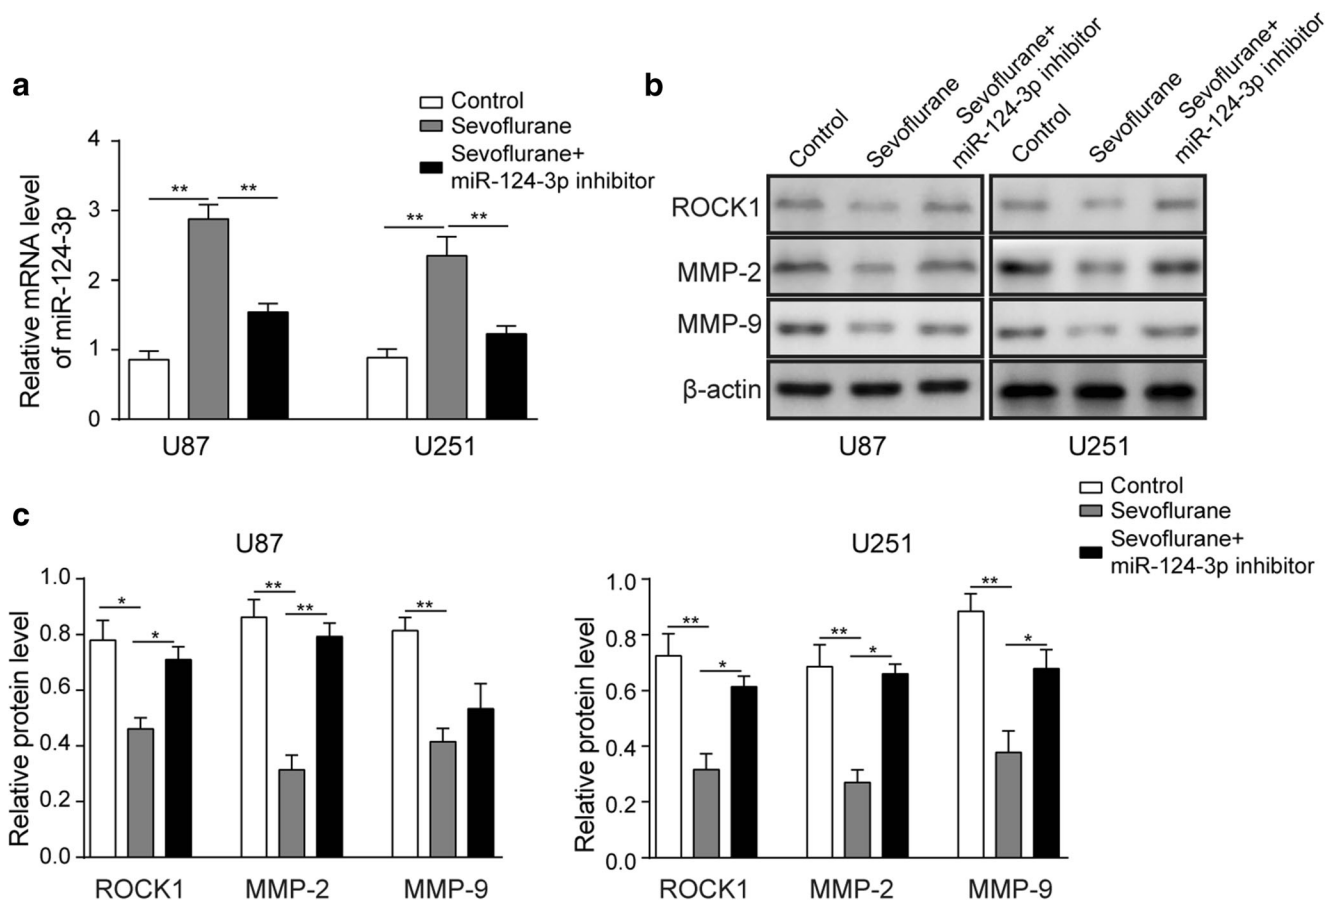 a
Control
Sevoflurane
Sevoflurane+
miR-124-3p inhibitor
Relative mRNA level
of miR-124-3p
4
3
2
1
0
** **
** **
U87 U251
b
Control Sevoflurane Sevoflurane+
miR-124-3p inhibitor
Control Sevoflurane Sevoflurane+
miR-124-3p inhibitor
ROCK1
MMP-2
MMP-9
β-actin
U87 U251
c
Control
Sevoflurane
Sevoflurane+
miR-124-3p inhibitor
U87
Relative protein level
1.0
0.8
0.6
0.4
0.2
0.0
* *
** **
**
ROCK1 MMP-2 MMP-9
U251
Relative protein level
1.0
0.8
0.6
0.4
0.2
0.0
** *
** *
** *
ROCK1 MMP-2 MMP-9